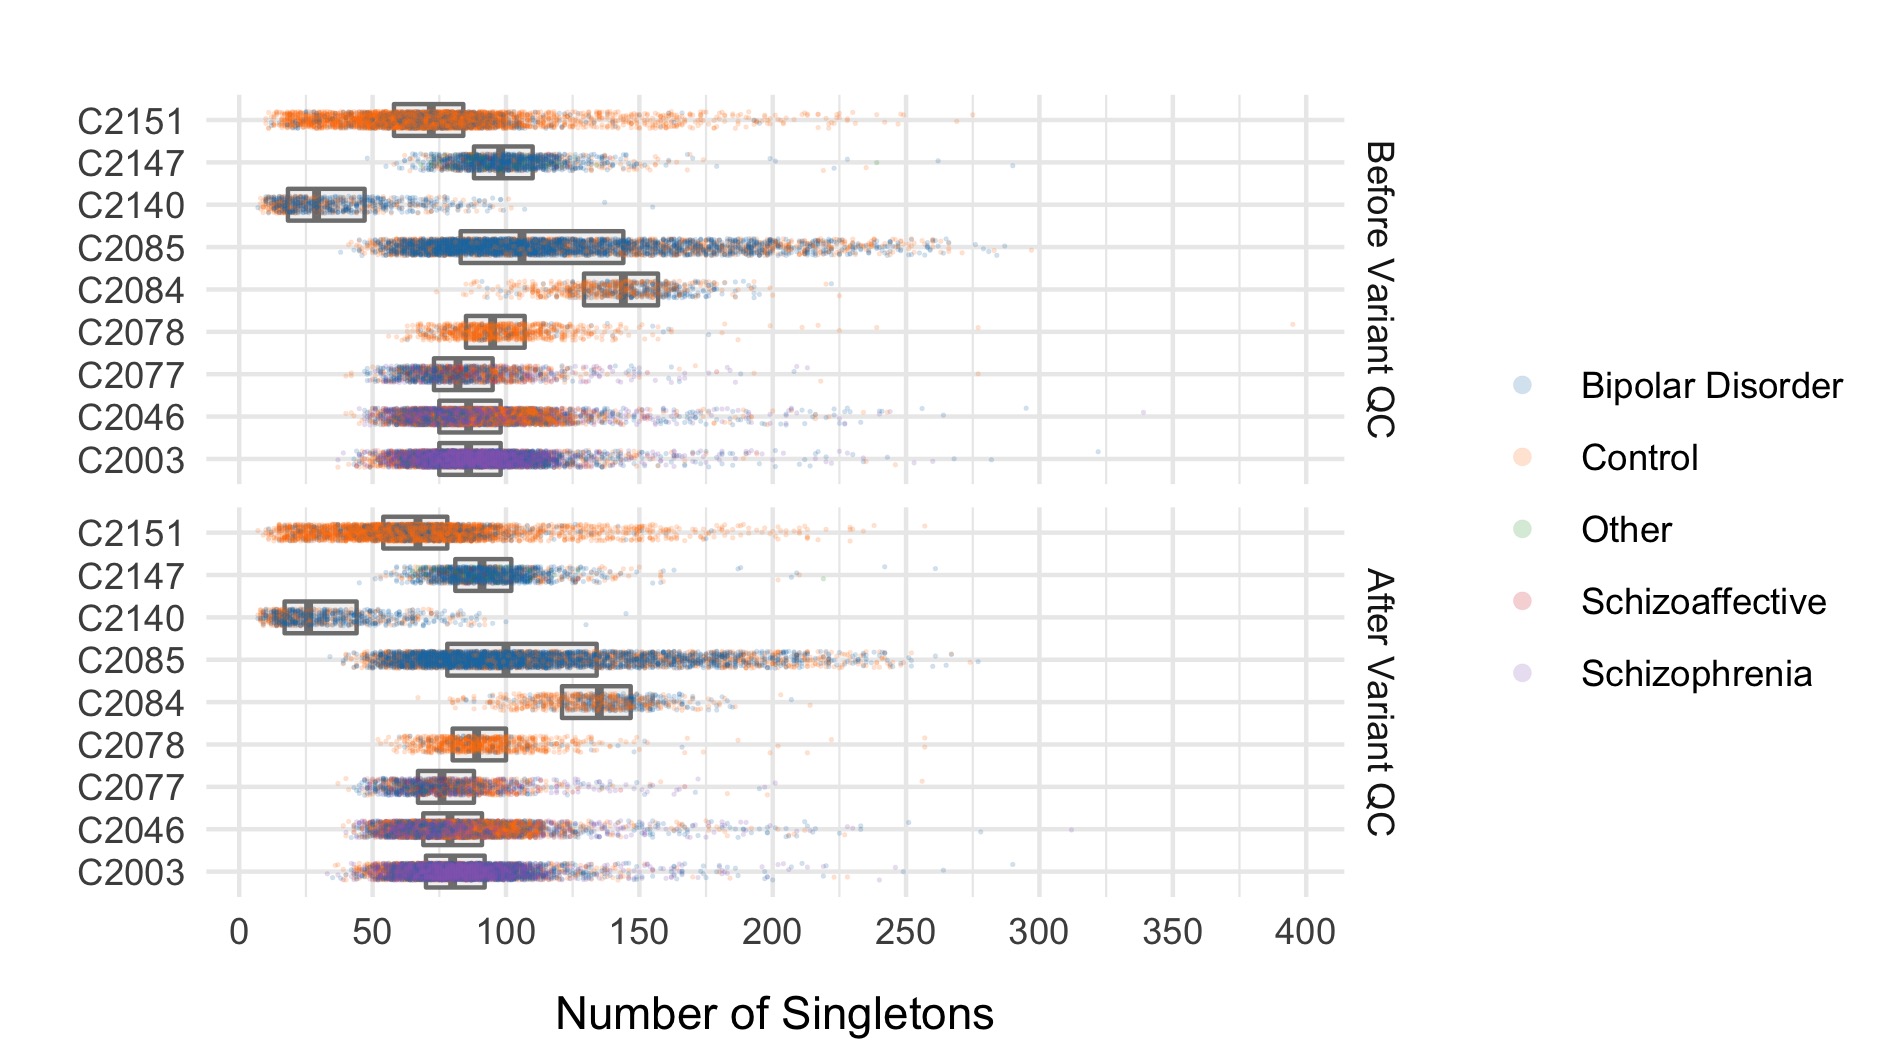 C2151
C2147
C2140
C2085
C2084
C2078
C2077
C2046
C2003
Before Variant QC
C2151
C2147
C2140
C2085
C2084
C2078
C2077
C2046
C2003
After Variant QC
0 50 100 150 200 250 300 350 400
Number of Singletons
Bipolar Disorder
Control
Other
Schizoaffective
Schizophrenia